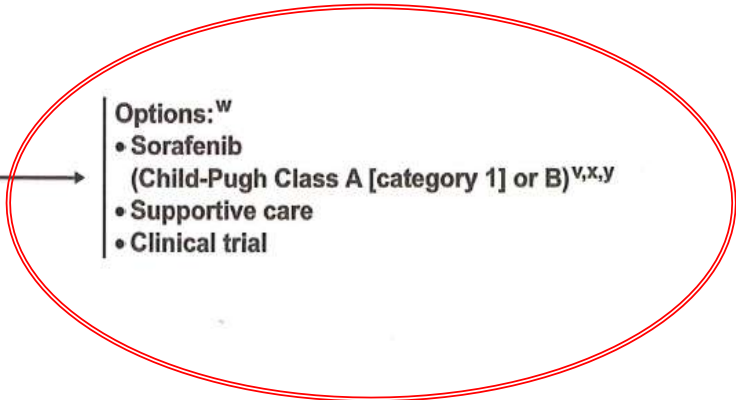 Options:w
• Sorafenib
(Child-Pugh Class A [category 1] or B)v,x,y
• Supportive care
• Clinical trial